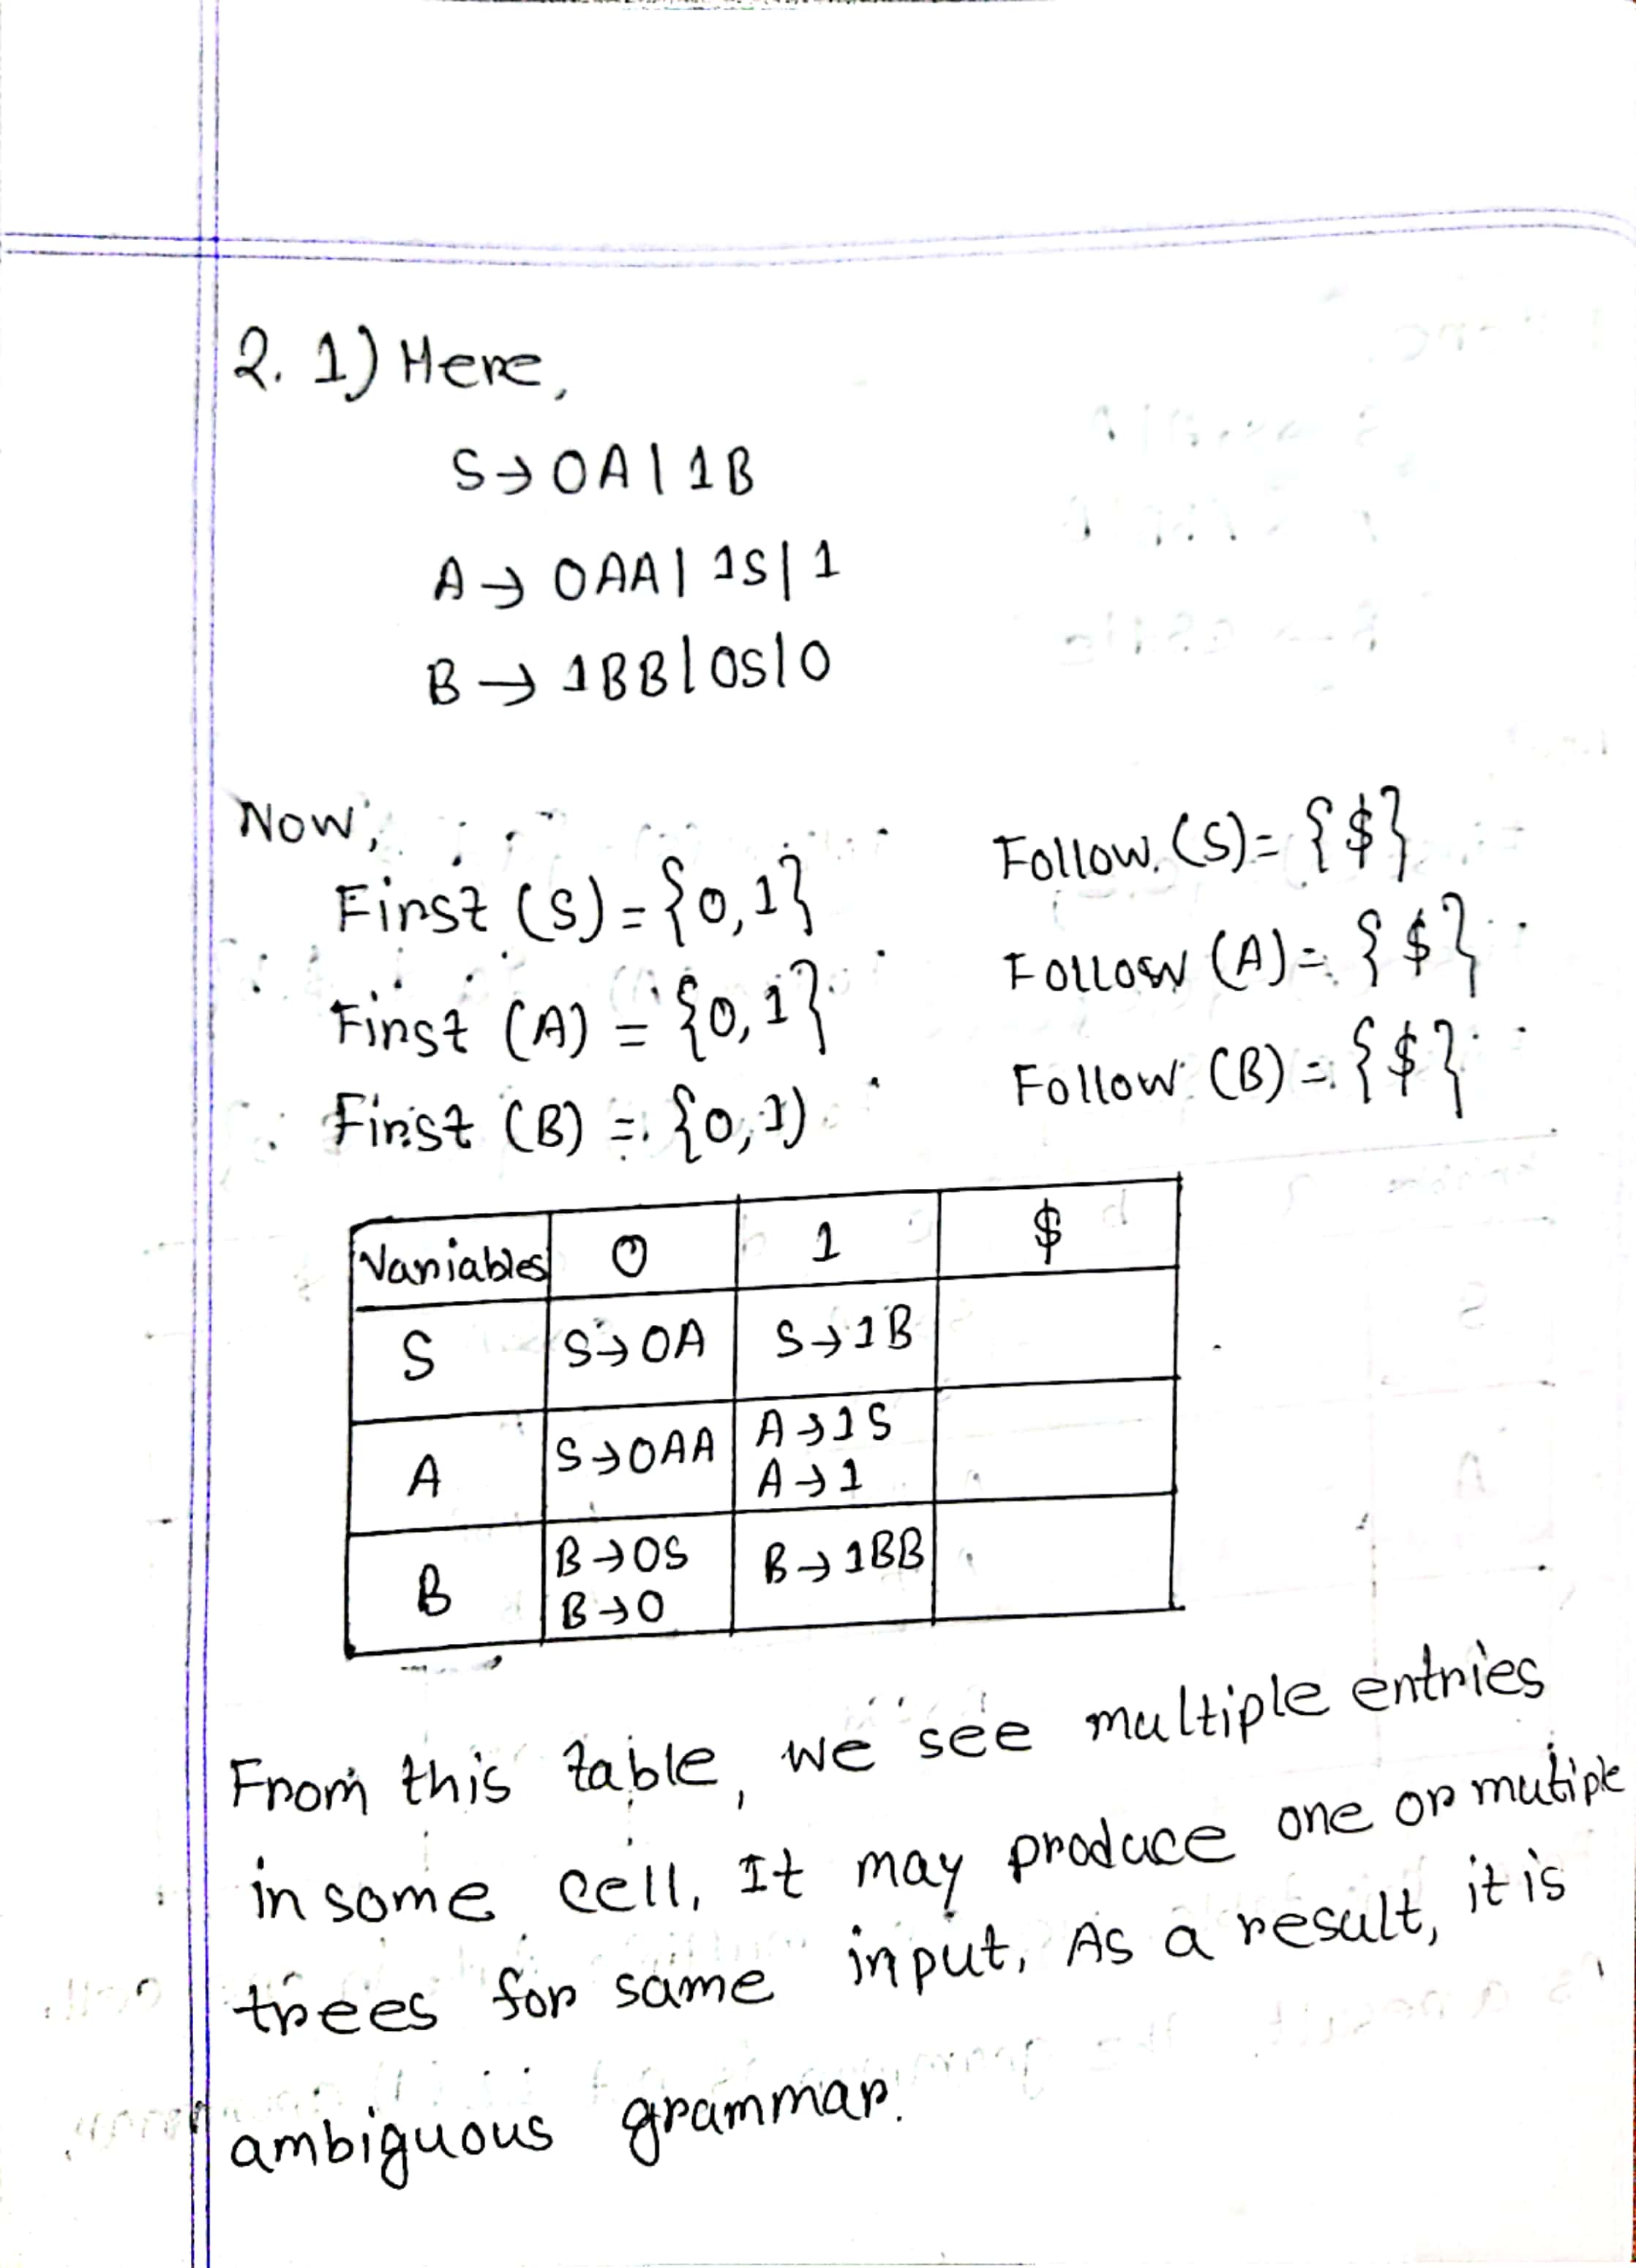 2. 1) Here,
S → 0A | 1B
A → 0AA | 1S | 1
B → 1BB | 0S | 0
Now,
First (S) = {0,1}
Follow (S) = {$}
First (A) = {0,1}
Follow (A) = {$}
First (B) = {0,1)
Follow (B) = {$}
Variables 0 1 $
S S→0A S→1B
A S→0AA A→1S
A→1
B B→0S B→1BB
B→0
From this table, we see multiple entries
in some cell. It may produce one or mutiple
trees for same input. As a result, it is
ambiguous grammar.